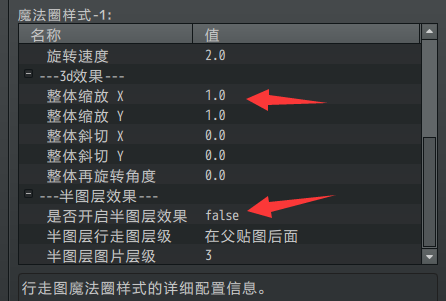 魔法圈样式-1:
名称 值
旋转速度 2.0
---3d效果---
整体缩放 X 1.0
整体缩放 Y 1.0
整体斜切 X 0.0
整体斜切 Y 0.0
整体再旋转角度 0.0
---半图层效果---
是否开启半图层效果 false
半图层行走图层级 在父贴图后面
半图层图片层级 3
行走图魔法圈样式的详细配置信息。